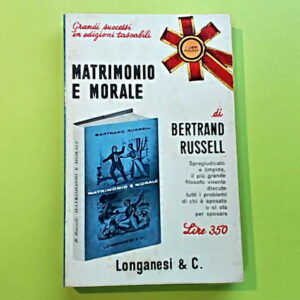 Grandi successi
in edizioni tascabili
I LIBRI
POCKET
MATRIMONIO
E MORALE
di
BERTRAND
RUSSELL
Spregiudicato
e limpido,
il più grande
filosofo vivente
discute
tutti i problemi
di chi è sposato
o si sta
per sposare
Lire 350
BERTRAND RUSSELL
MATRIMONIO E MORALE
LONGANESI & C.
B. Russell MATRIMONIO E MORALE
Longanesi & C.